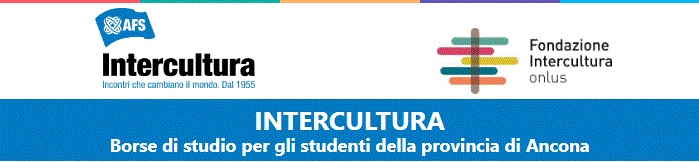 AFS
Intercultura
Incontri che cambiano il mondo. Dal 1955
Fondazione
Intercultura
onlus
INTERCULTURA
Borse di studio per gli studenti della provincia di Ancona